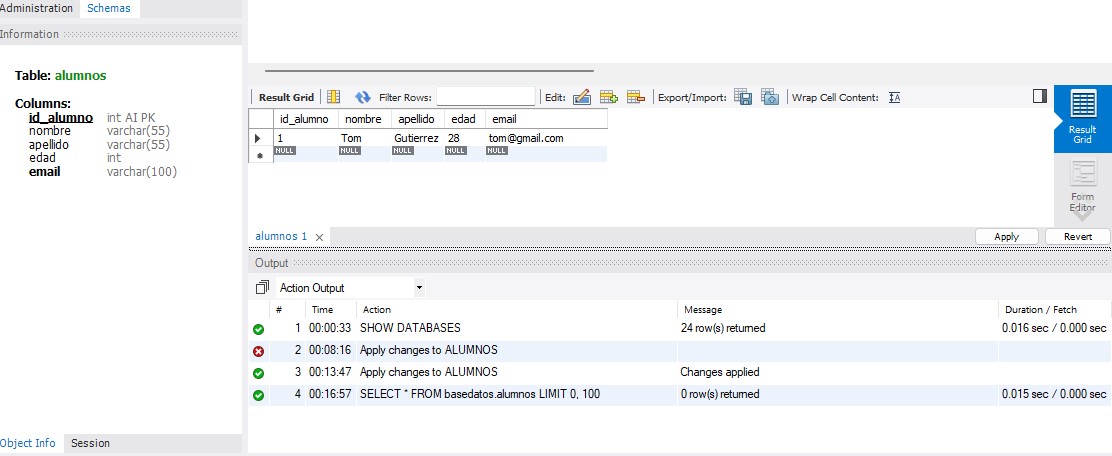 Administration Schemas
Information
Table: alumnos
Columns:
id_alumno int AI PK
nombre varchar(55)
apellido varchar(55)
edad int
email varchar(100)
Object Info Session
Result Grid Filter Rows: Edit: Export/Import: Wrap Cell Content:
id_alumno nombre apellido edad email
1 Tom Gutierrez 28 tom@gmail.com
NULL NULL NULL NULL NULL
Result
Grid
Form
Editor
alumnos 1 Apply Revert
Output
Action Output
# Time Action Message Duration / Fetch
1 00:00:33 SHOW DATABASES 24 row(s) returned 0.016 sec / 0.000 sec
2 00:08:16 Apply changes to ALUMNOS
3 00:13:47 Apply changes to ALUMNOS Changes applied
4 00:16:57 SELECT * FROM basedatos.alumnos LIMIT 0, 100 0 row(s) returned 0.015 sec / 0.000 sec